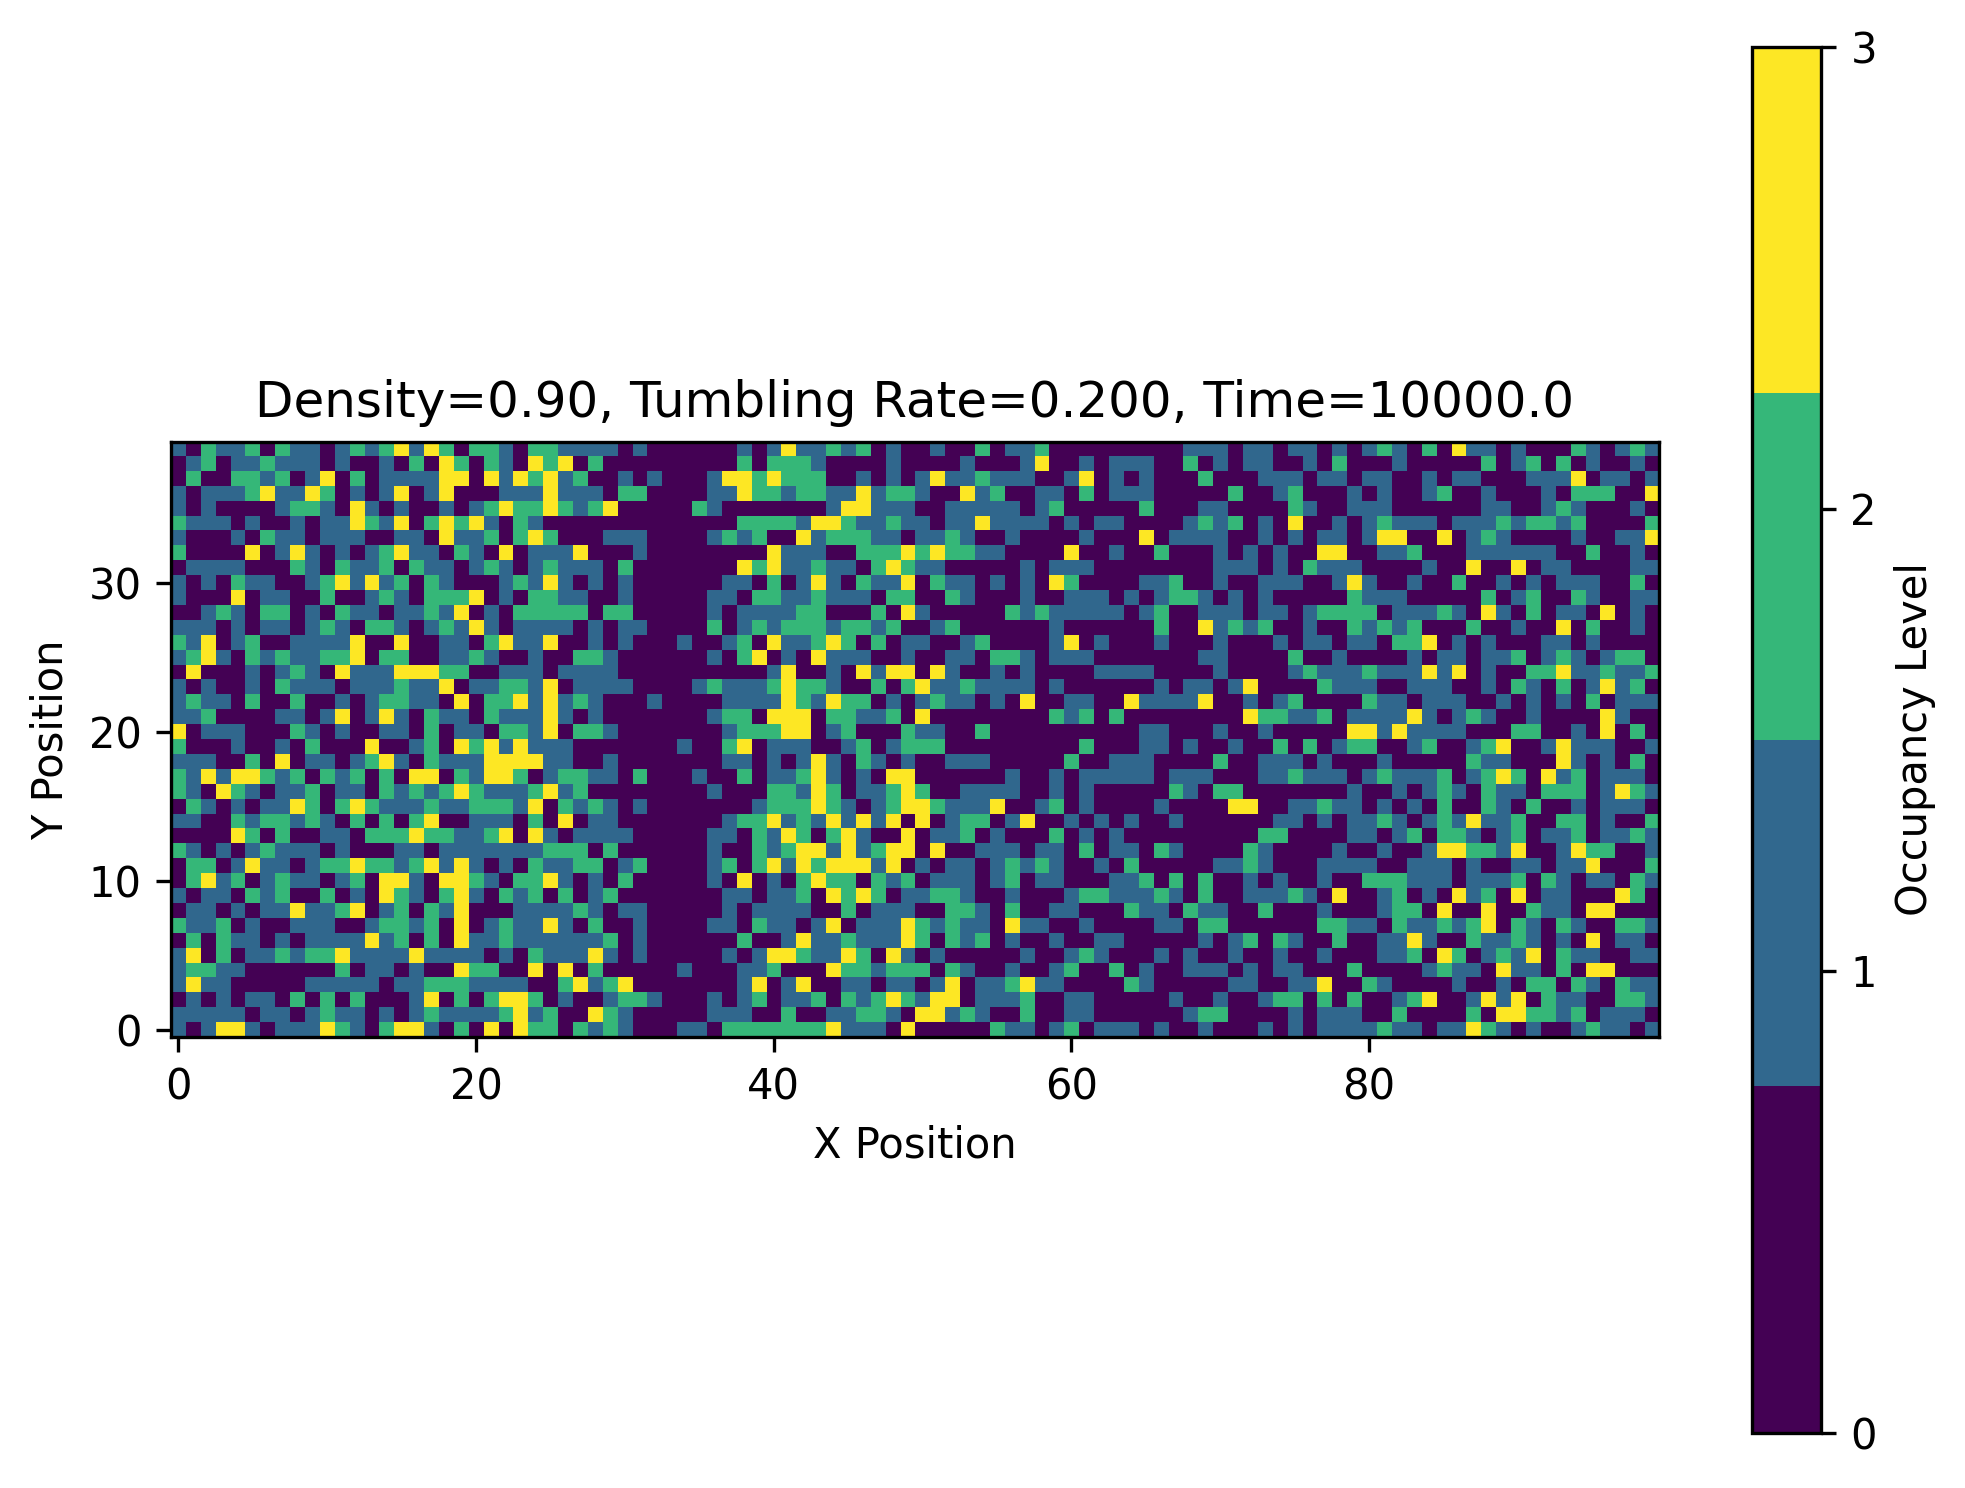 Density=0.90, Tumbling Rate=0.200, Time=10000.0
Y Position
30
20
10
0
0 20 40 60 80
X Position
3
2
1
0
Occupancy Level